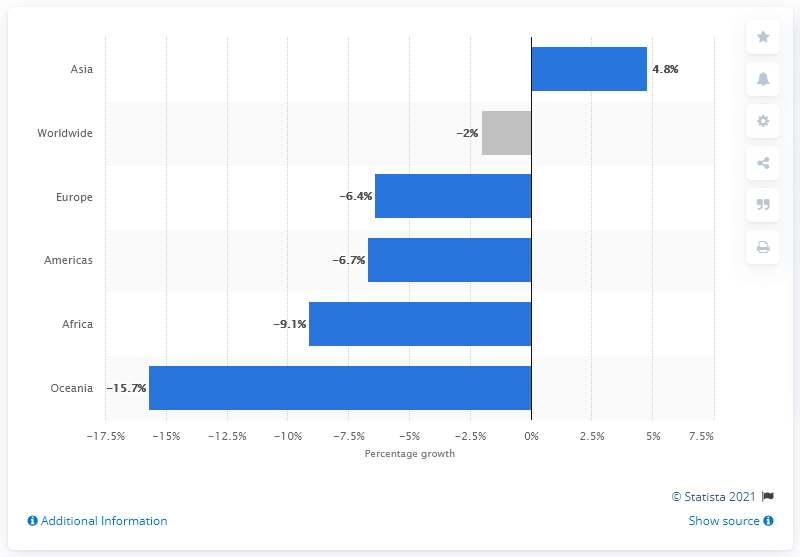 Asia 4.8%
Worldwide −2%
Europe −6.4%
Americas −6.7%
Africa −9.1%
Oceania −15.7%
−17.5% −15% −12.5% −10% −7.5% −5% −2.5% 0% 2.5% 5% 7.5%
Percentage growth
© Statista 2021
Additional Information Show source